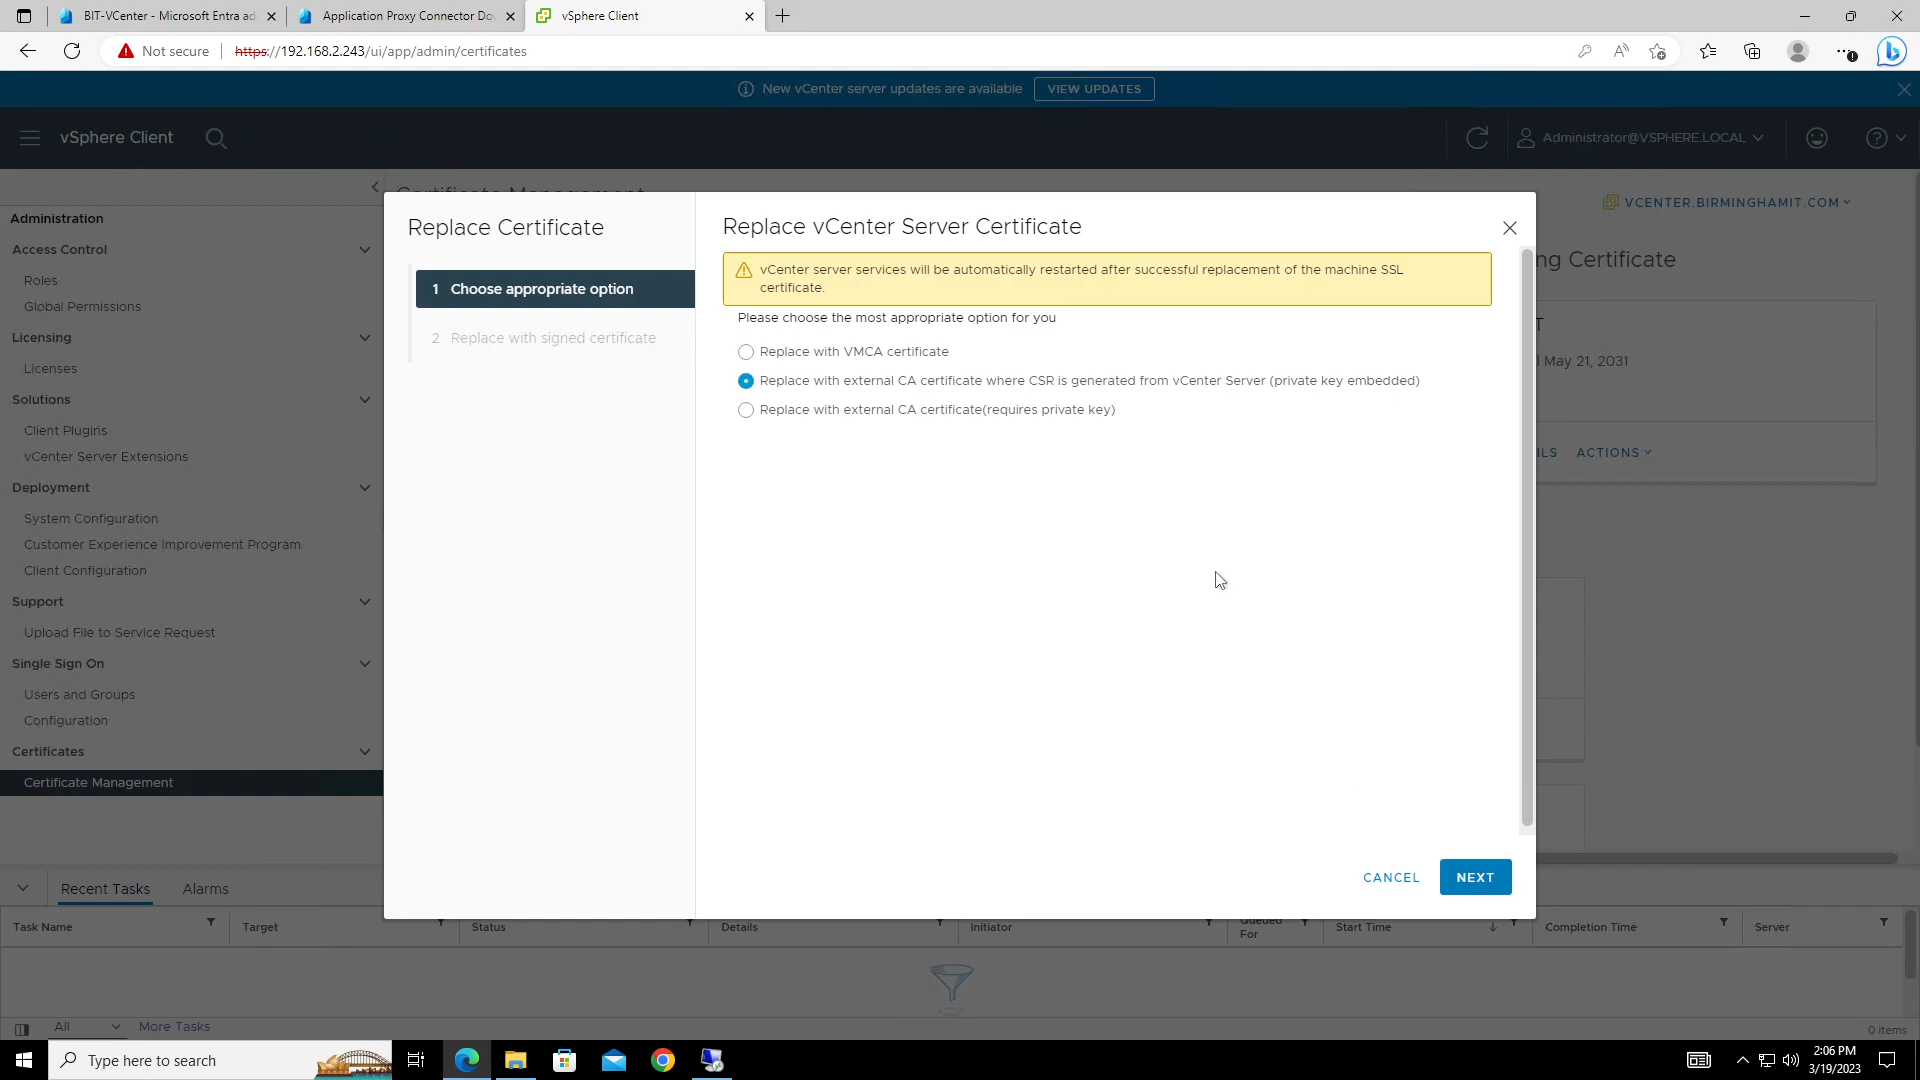 BIT-VCenter - Microsoft Entra ad
Application Proxy Connector Do
vSphere Client
Not secure
https://192.168.2.243/ui/app/admin/certificates
New vCenter server updates are available
VIEW UPDATES
vSphere Client
Administrator@VSPHERE.LOCAL
Administration
Access Control
Roles
Global Permissions
Licensing
Licenses
Solutions
Client Plugins
vCenter Server Extensions
Deployment
System Configuration
Customer Experience Improvement Program
Client Configuration
Support
Upload File to Service Request
Single Sign On
Users and Groups
Configuration
Certificates
Certificate Management
Certificate Management
VCENTER.BIRMINGHAMIT.COM
ng Certificate
T
l May 21, 2031
ILS
ACTIONS
Replace Certificate
1 Choose appropriate option
2 Replace with signed certificate
Replace vCenter Server Certificate
vCenter server services will be automatically restarted after successful replacement of the machine SSL
certificate.
Please choose the most appropriate option for you
Replace with VMCA certificate
Replace with external CA certificate where CSR is generated from vCenter Server (private key embedded)
Replace with external CA certificate(requires private key)
CANCEL
NEXT
Recent Tasks
Alarms
Task Name
Target
Status
Details
Initiator
Queued
For
Start Time
Completion Time
Server
All
More Tasks
0 items
Type here to search
2:06 PM
3/19/2023